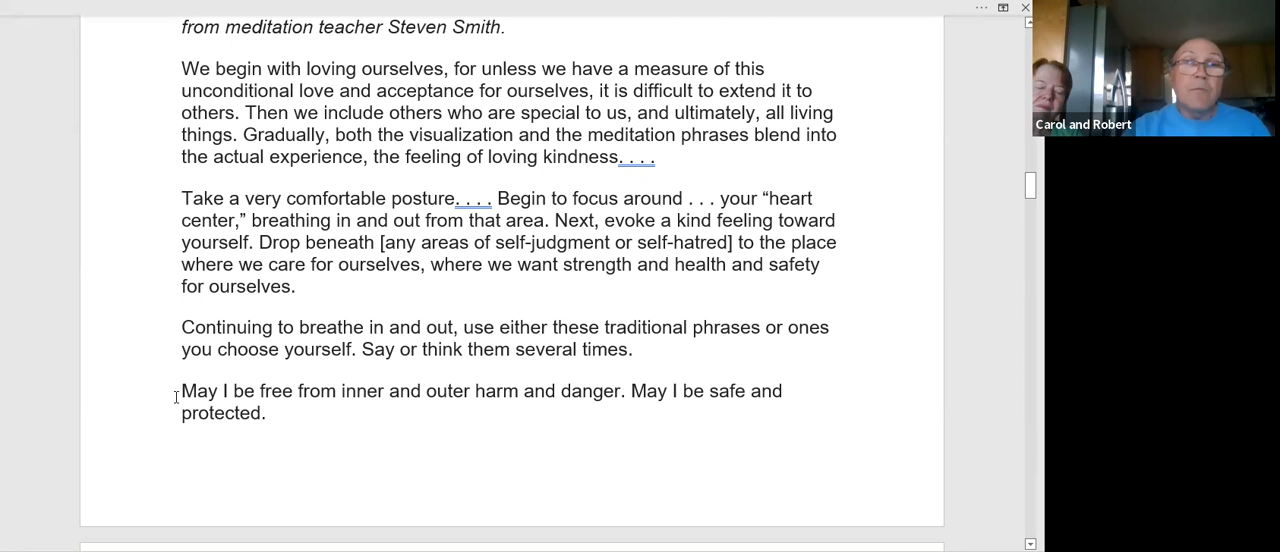 from meditation teacher Steven Smith.
We begin with loving ourselves, for unless we have a measure of this
unconditional love and acceptance for ourselves, it is difficult to extend it to
others. Then we include others who are special to us, and ultimately, all living
things. Gradually, both the visualization and the meditation phrases blend into
the actual experience, the feeling of loving kindness. . . .
Take a very comfortable posture. . . . Begin to focus around . . . your “heart
center,” breathing in and out from that area. Next, evoke a kind feeling toward
yourself. Drop beneath [any areas of self-judgment or self-hatred] to the place
where we care for ourselves, where we want strength and health and safety
for ourselves.
Continuing to breathe in and out, use either these traditional phrases or ones
you choose yourself. Say or think them several times.
May I be free from inner and outer harm and danger. May I be safe and
protected.
Carol and Robert